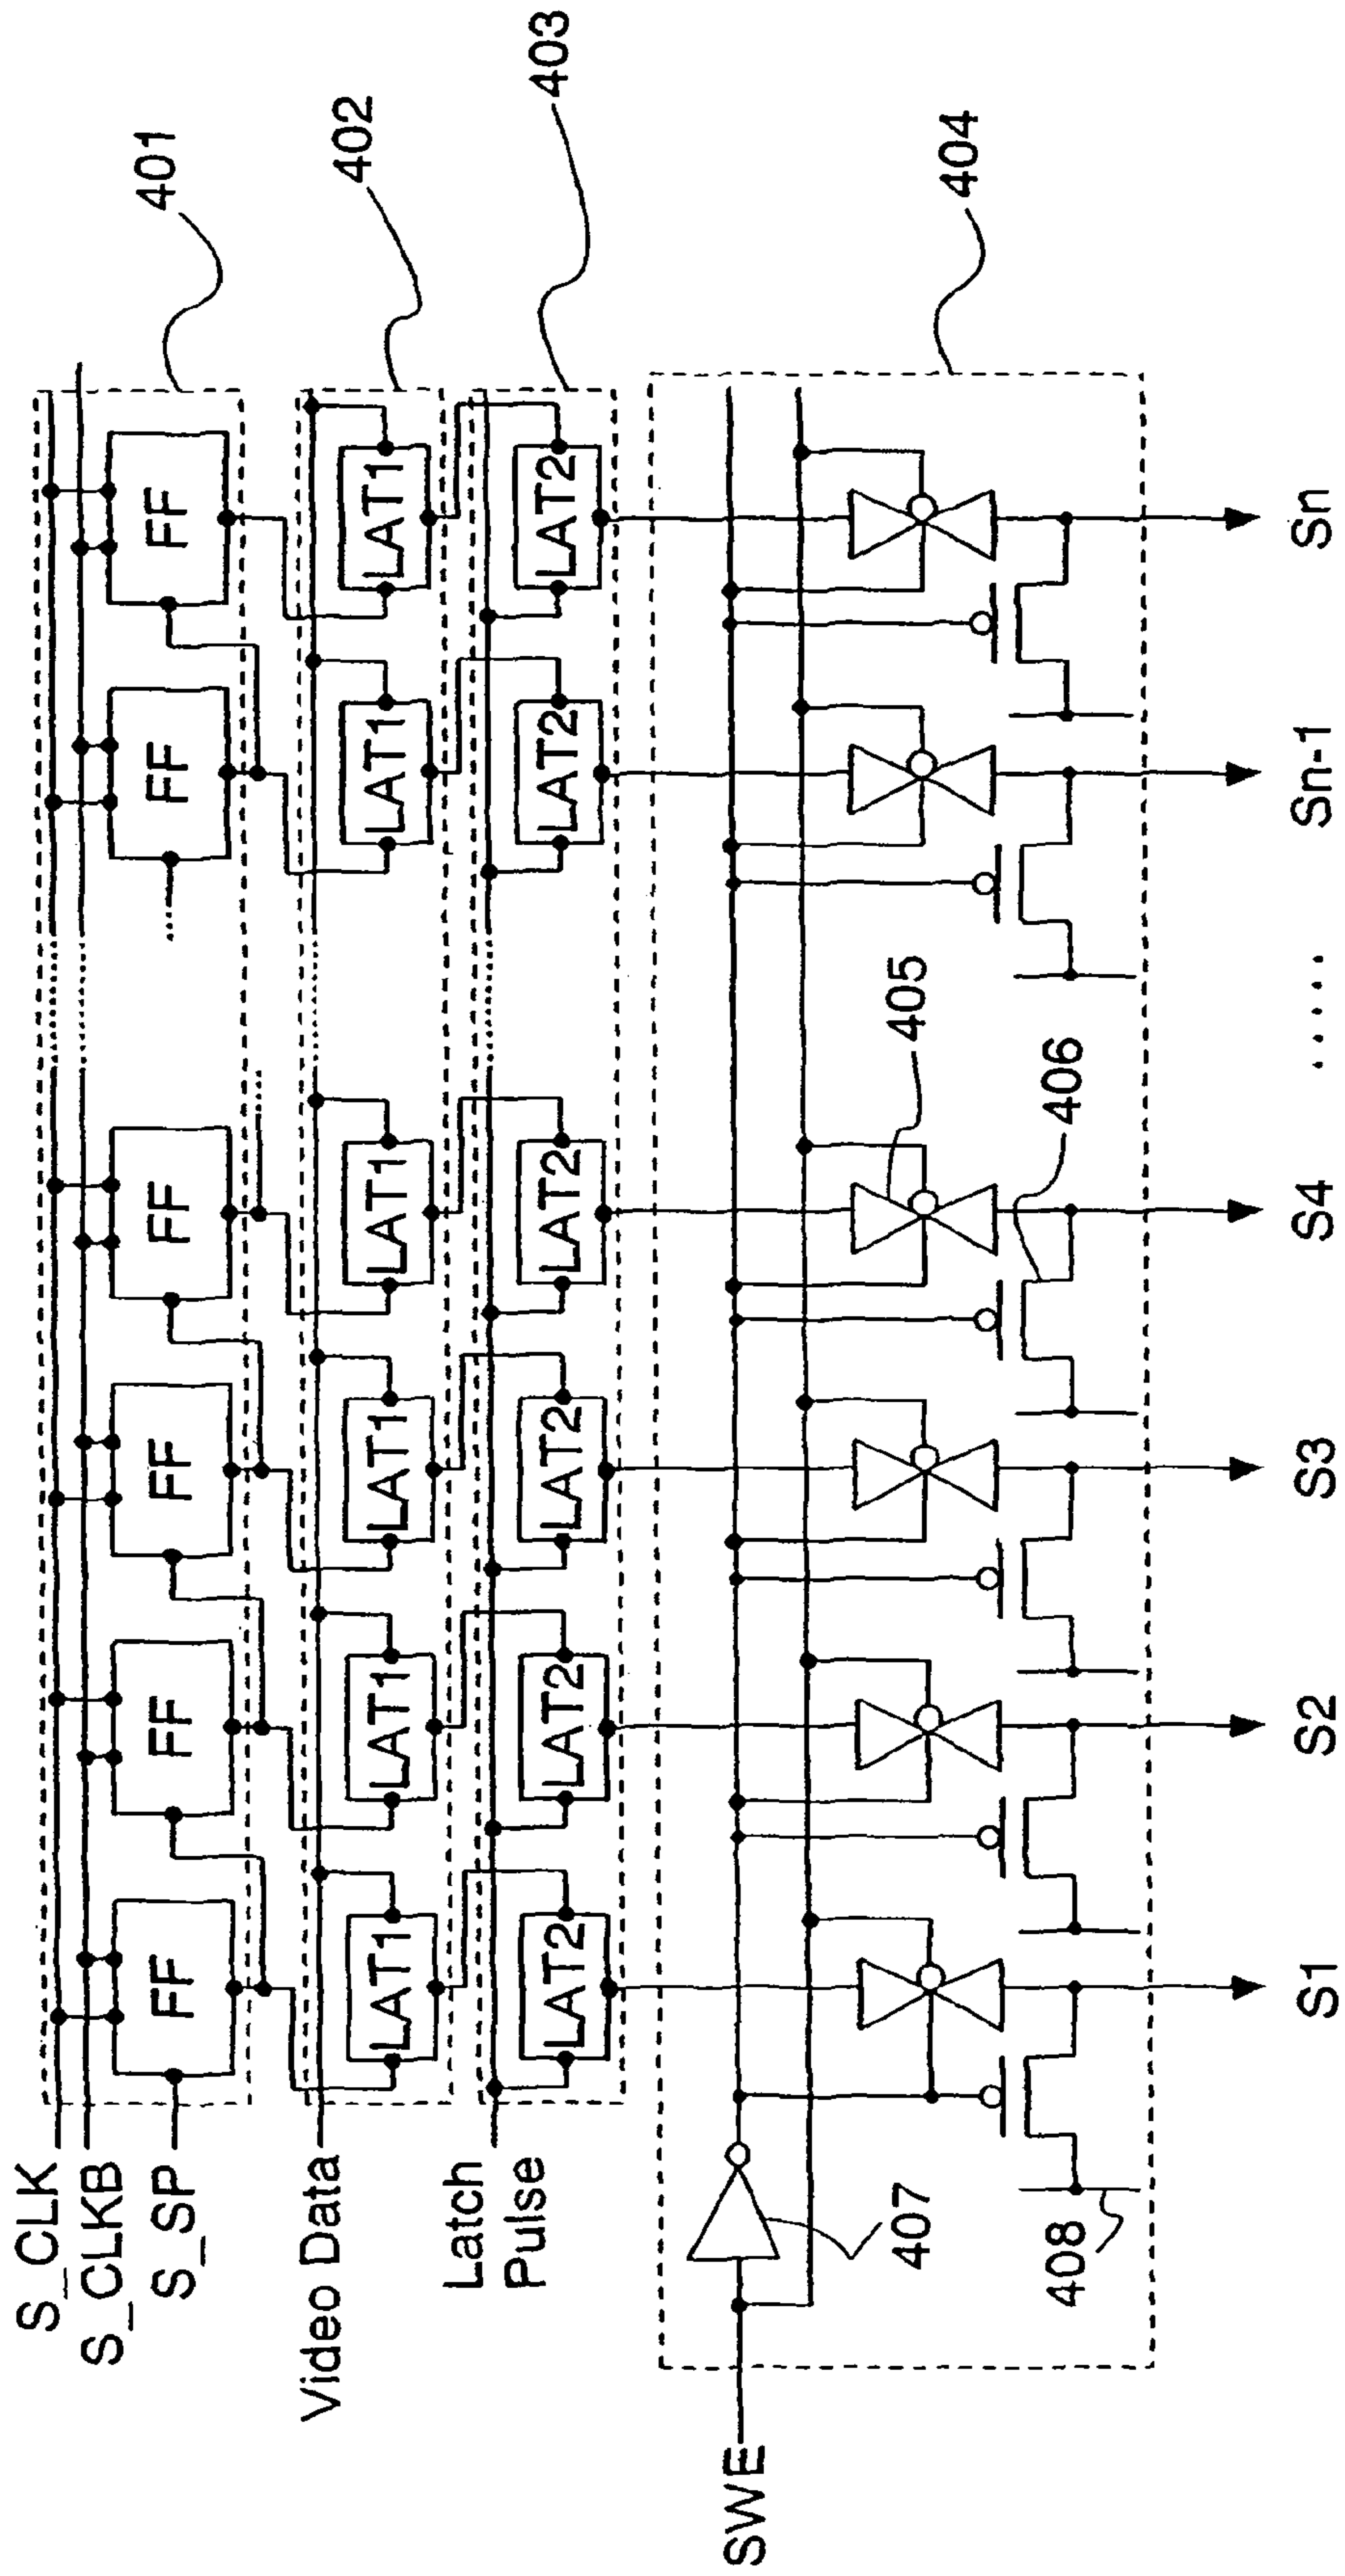 S_CLK
S_CLKB
S_SP
FF FF FF FF FF FF
401
Video Data
LAT1 LAT1 LAT1 LAT1 LAT1 LAT1
402
Latch
Pulse
LAT2 LAT2 LAT2 LAT2 LAT2 LAT2
403
SWE
404
407
405
406
408
S1 S2 S3 S4 ..... Sn-1 Sn